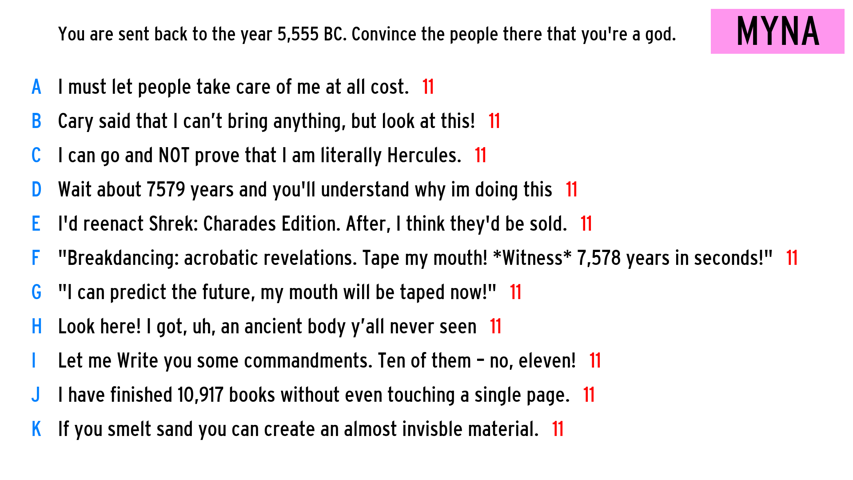 You are sent back to the year 5,555 BC. Convince the people there that you're a god.
MYNA
A I must let people take care of me at all cost. 11
B Cary said that I can’t bring anything, but look at this! 11
C I can go and NOT prove that I am literally Hercules. 11
D Wait about 7579 years and you'll understand why im doing this 11
E I'd reenact Shrek: Charades Edition. After, I think they'd be sold. 11
F "Breakdancing: acrobatic revelations. Tape my mouth! *Witness* 7,578 years in seconds!" 11
G "I can predict the future, my mouth will be taped now!" 11
H Look here! I got, uh, an ancient body y’all never seen 11
I Let me Write you some commandments. Ten of them – no, eleven! 11
J I have finished 10,917 books without even touching a single page. 11
K If you smelt sand you can create an almost invisble material. 11